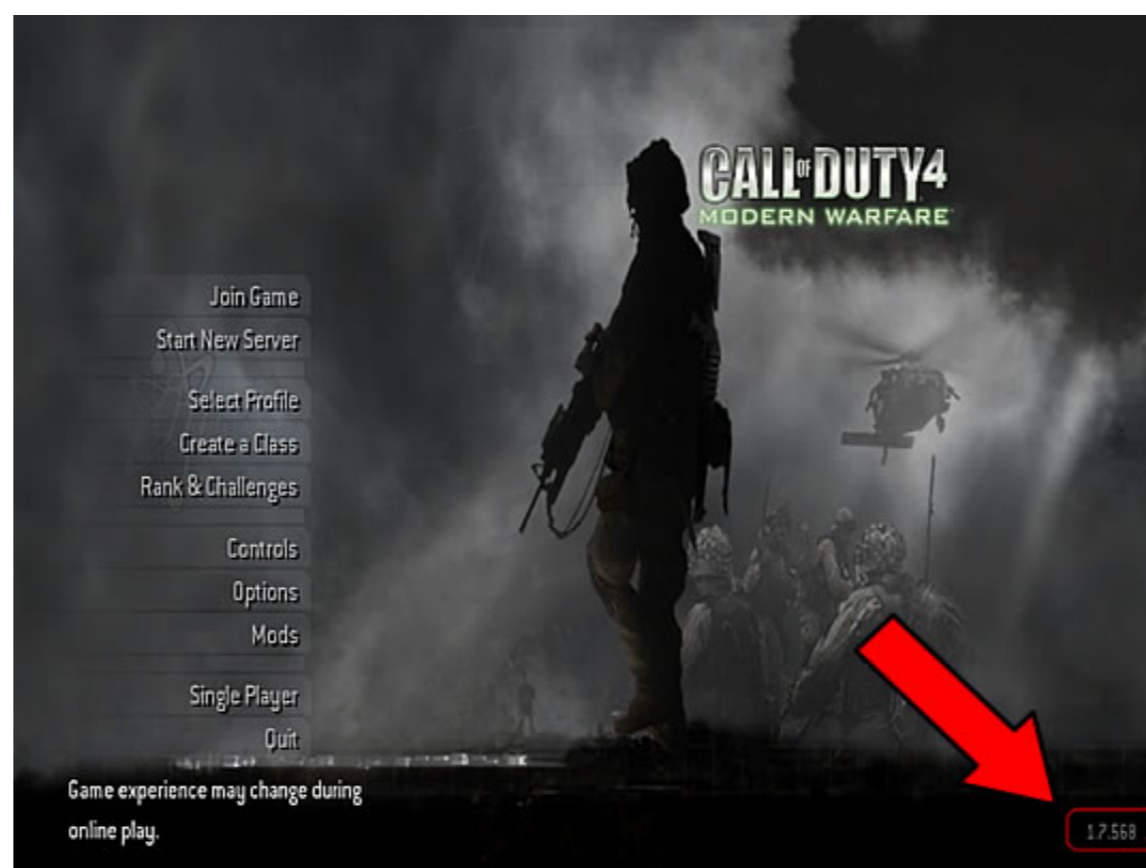 CALL OF DUTY 4
MODERN WARFARE
Join Game
Start New Server
Select Profile
Create a Class
Rank & Challenges
Controls
Options
Mods
Single Player
Quit
Game experience may change during
online play.
1.7.568